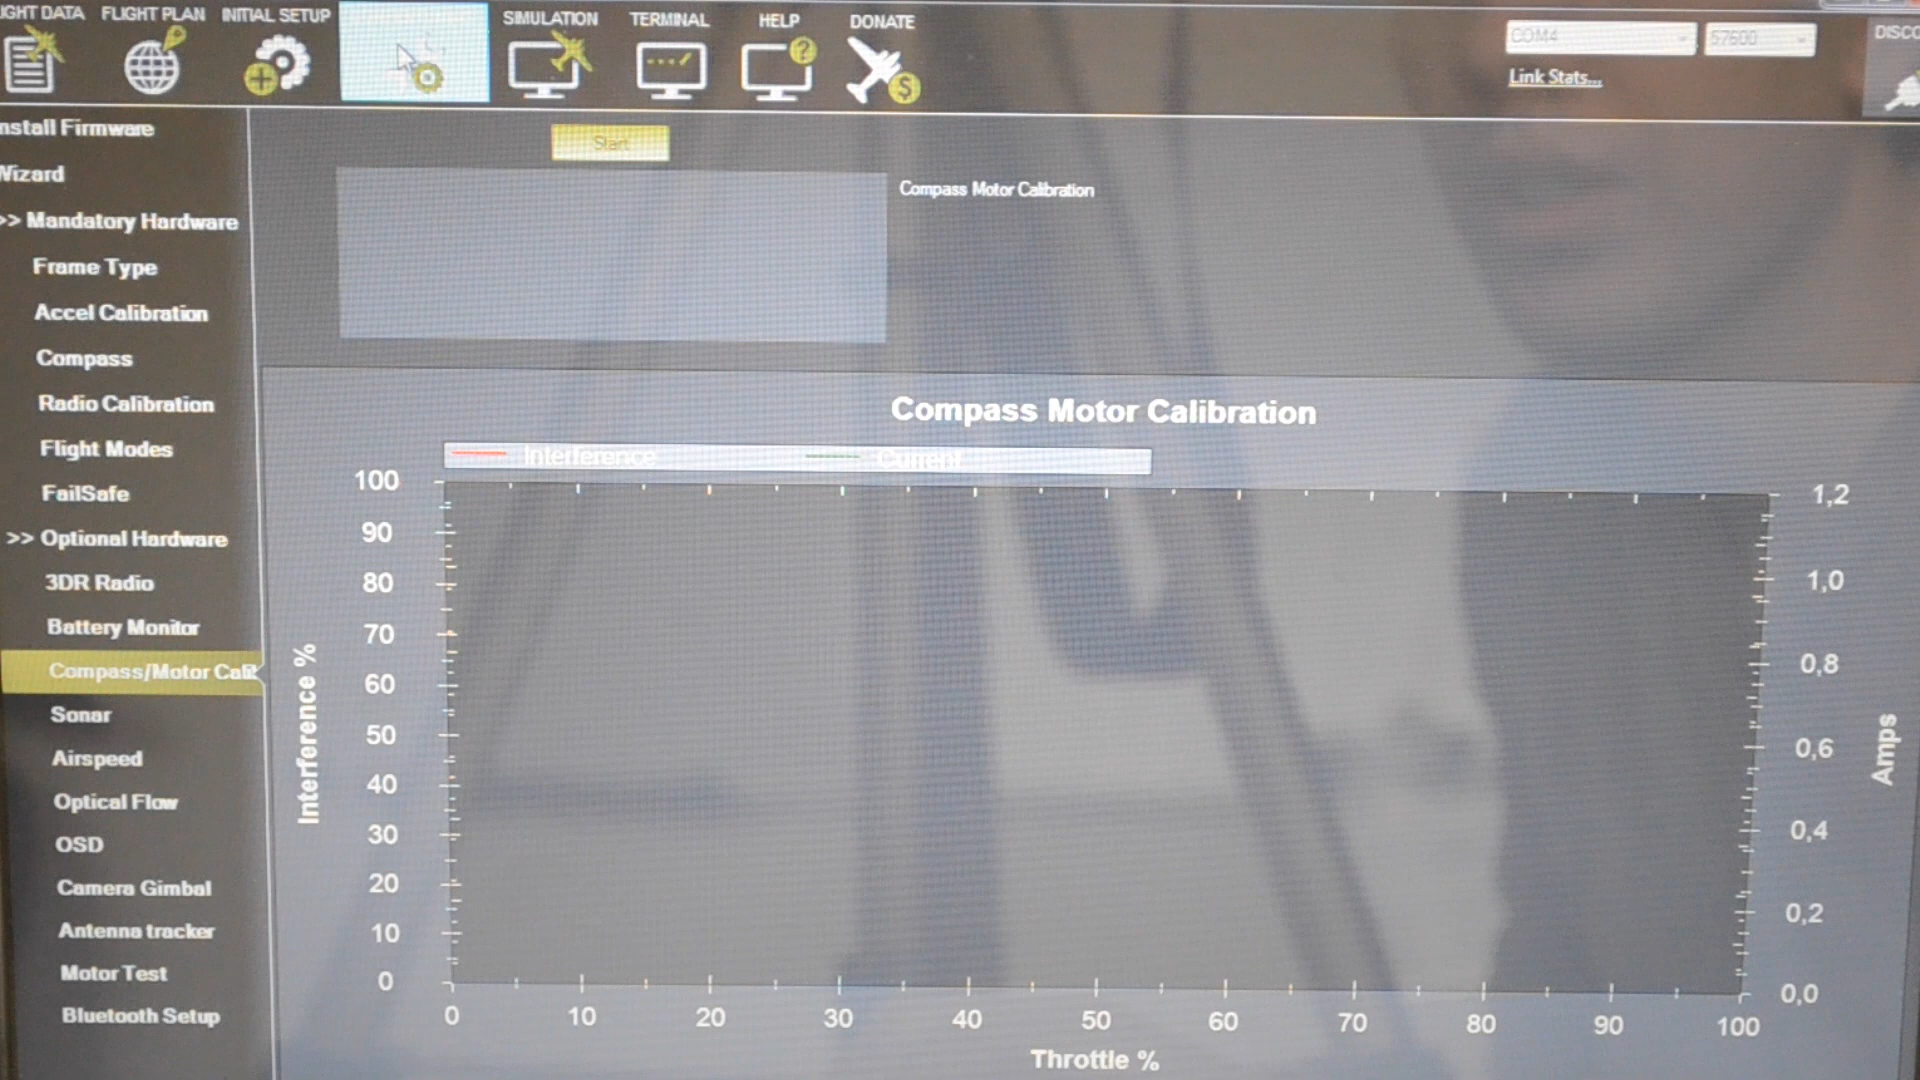 IGHT DATA FLIGHT PLAN INITIAL SETUP SIMULATION TERMINAL HELP DONATE
COM4 57600 DISCO
Link Stats...
nstall Firmware
Wizard
>> Mandatory Hardware
Frame Type
Accel Calibration
Compass
Radio Calibration
Flight Modes
FailSafe
>> Optional Hardware
3DR Radio
Battery Monitor
Compass/Motor Calib
Sonar
Airspeed
Optical Flow
OSD
Camera Gimbal
Antenna tracker
Motor Test
Bluetooth Setup
Start
Compass Motor Calibration
Compass Motor Calibration
Interference Current
100
90
80
70
60
50
40
30
20
10
0
Interference %
1,2
1,0
0,8
0,6
0,4
0,2
0,0
Amps
0 10 20 30 40 50 60 70 80 90 100
Throttle %